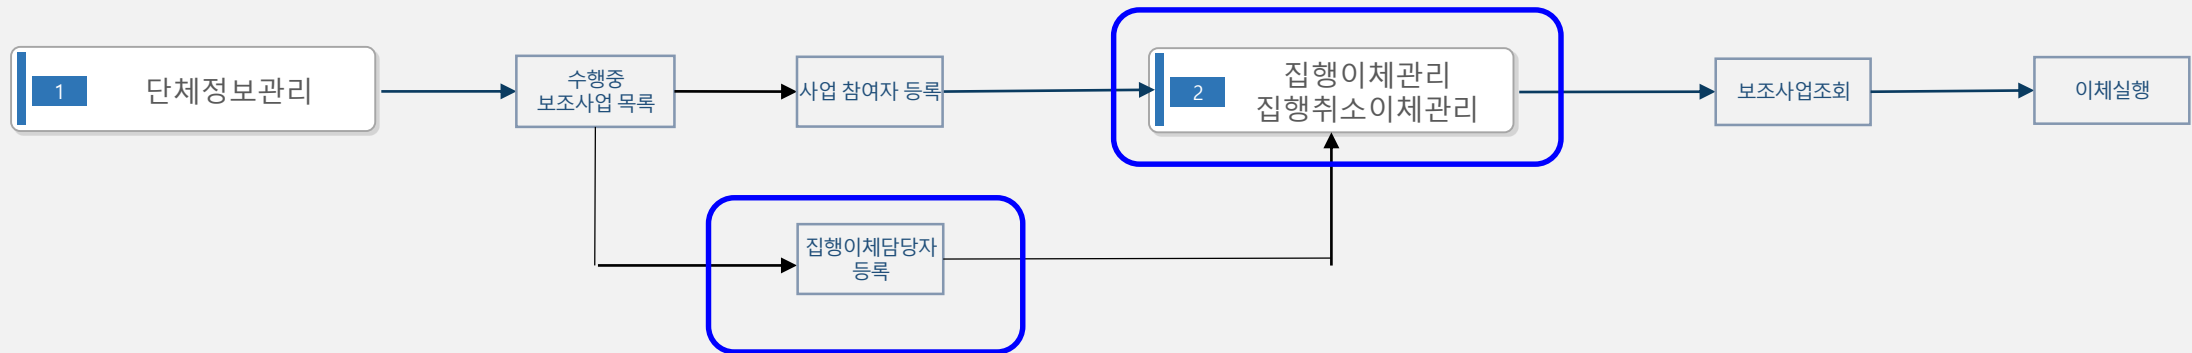 1
단체정보관리
수행중
보조사업 목록
사업 참여자 등록
2
집행이체관리
집행취소이체관리
보조사업조회
이체실행
집행이체담당자
등록